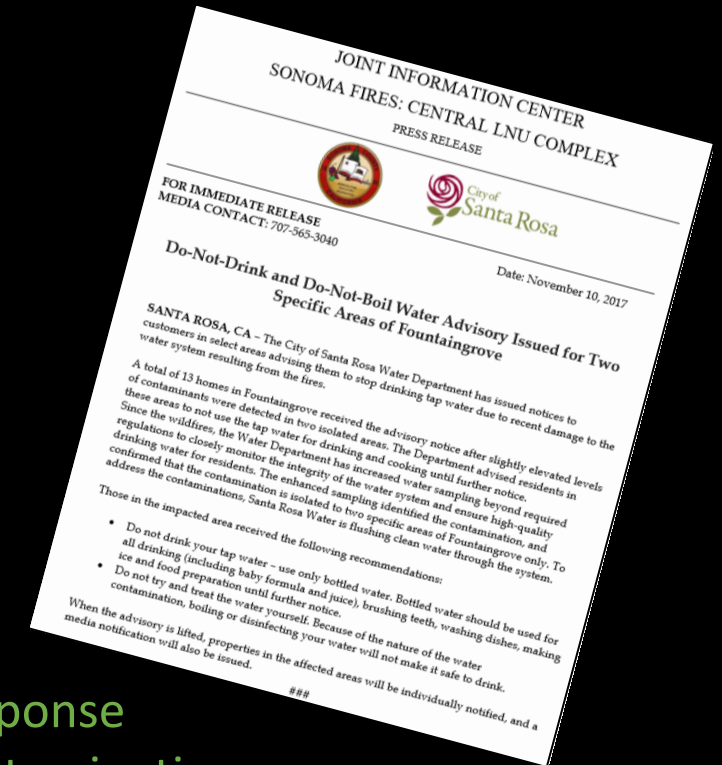 JOINT INFORMATION CENTER
SONOMA FIRES: CENTRAL LNU COMPLEX
PRESS RELEASE
City of
Santa Rosa
FOR IMMEDIATE RELEASE
MEDIA CONTACT: 707-565-3040
Date: November 10, 2017
Do-Not-Drink and Do-Not-Boil Water Advisory Issued for Two
Specific Areas of Fountaingrove
SANTA ROSA, CA – The City of Santa Rosa Water Department has issued notices to
customers in select areas advising them to stop drinking tap water due to recent damage to the
water system resulting from the fires.
A total of 13 homes in Fountaingrove received the advisory notice after slightly elevated levels
of contaminants were detected in two isolated areas. The Department advised residents in
these areas to not use the tap water for drinking and cooking until further notice.
Since the wildfires, the Water Department has increased water sampling beyond required
regulations to closely monitor the integrity of the water system and ensure high-quality
drinking water for residents. The enhanced sampling identified the contamination, and
confirmed that the contamination is isolated to two specific areas of Fountaingrove only. To
address the contaminations, Santa Rosa Water is flushing clean water through the system.
Those in the impacted area received the following recommendations:
• Do not drink your tap water – use only bottled water. Bottled water should be used for
all drinking (including baby formula and juice), brushing teeth, washing dishes, making
ice and food preparation until further notice.
• Do not try and treat the water yourself. Because of the nature of the water
contamination, boiling or disinfecting your water will not make it safe to drink.
When the advisory is lifted, properties in the affected areas will be individually notified, and a
media notification will also be issued.
###
ponse